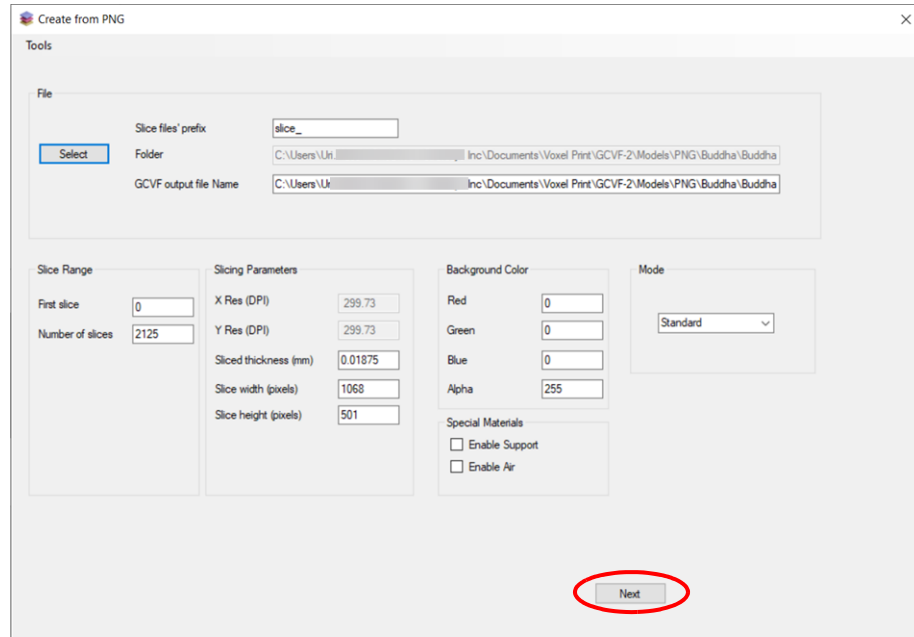 Create from PNG
Tools
File
Slice files' prefix slice_
Select Folder C:\Users\Uri. Inc\Documents\Voxel Print\GCVF-2\Models\PNG\Buddha\Buddha
GCVF output file Name C:\Users\Ur Inc\Documents\Voxel Print\GCVF-2\Models\PNG\Buddha\Buddha
Slice Range Slicing Parameters Background Color Mode
First slice 0 X Res (DPI) 299.73 Red 0
Number of slices 2125 Y Res (DPI) 299.73 Green 0 Standard
Sliced thickness (mm) 0.01875 Blue 0
Slice width (pixels) 1068 Alpha 255
Slice height (pixels) 501
Special Materials
Enable Support
Enable Air
Next